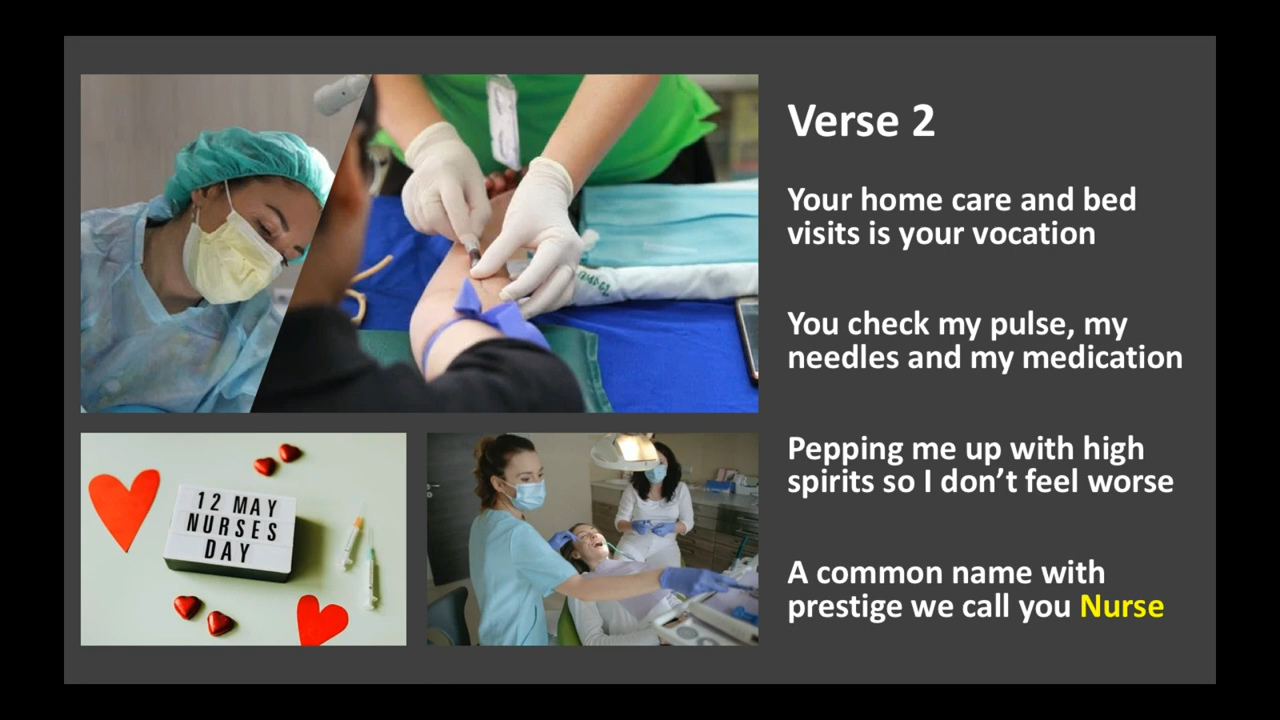 Verse 2
Your home care and bed
visits is your vocation
You check my pulse, my
needles and my medication
Pepping me up with high
spirits so I don’t feel worse
A common name with
prestige we call you Nurse
12 MAY
NURSES
DAY